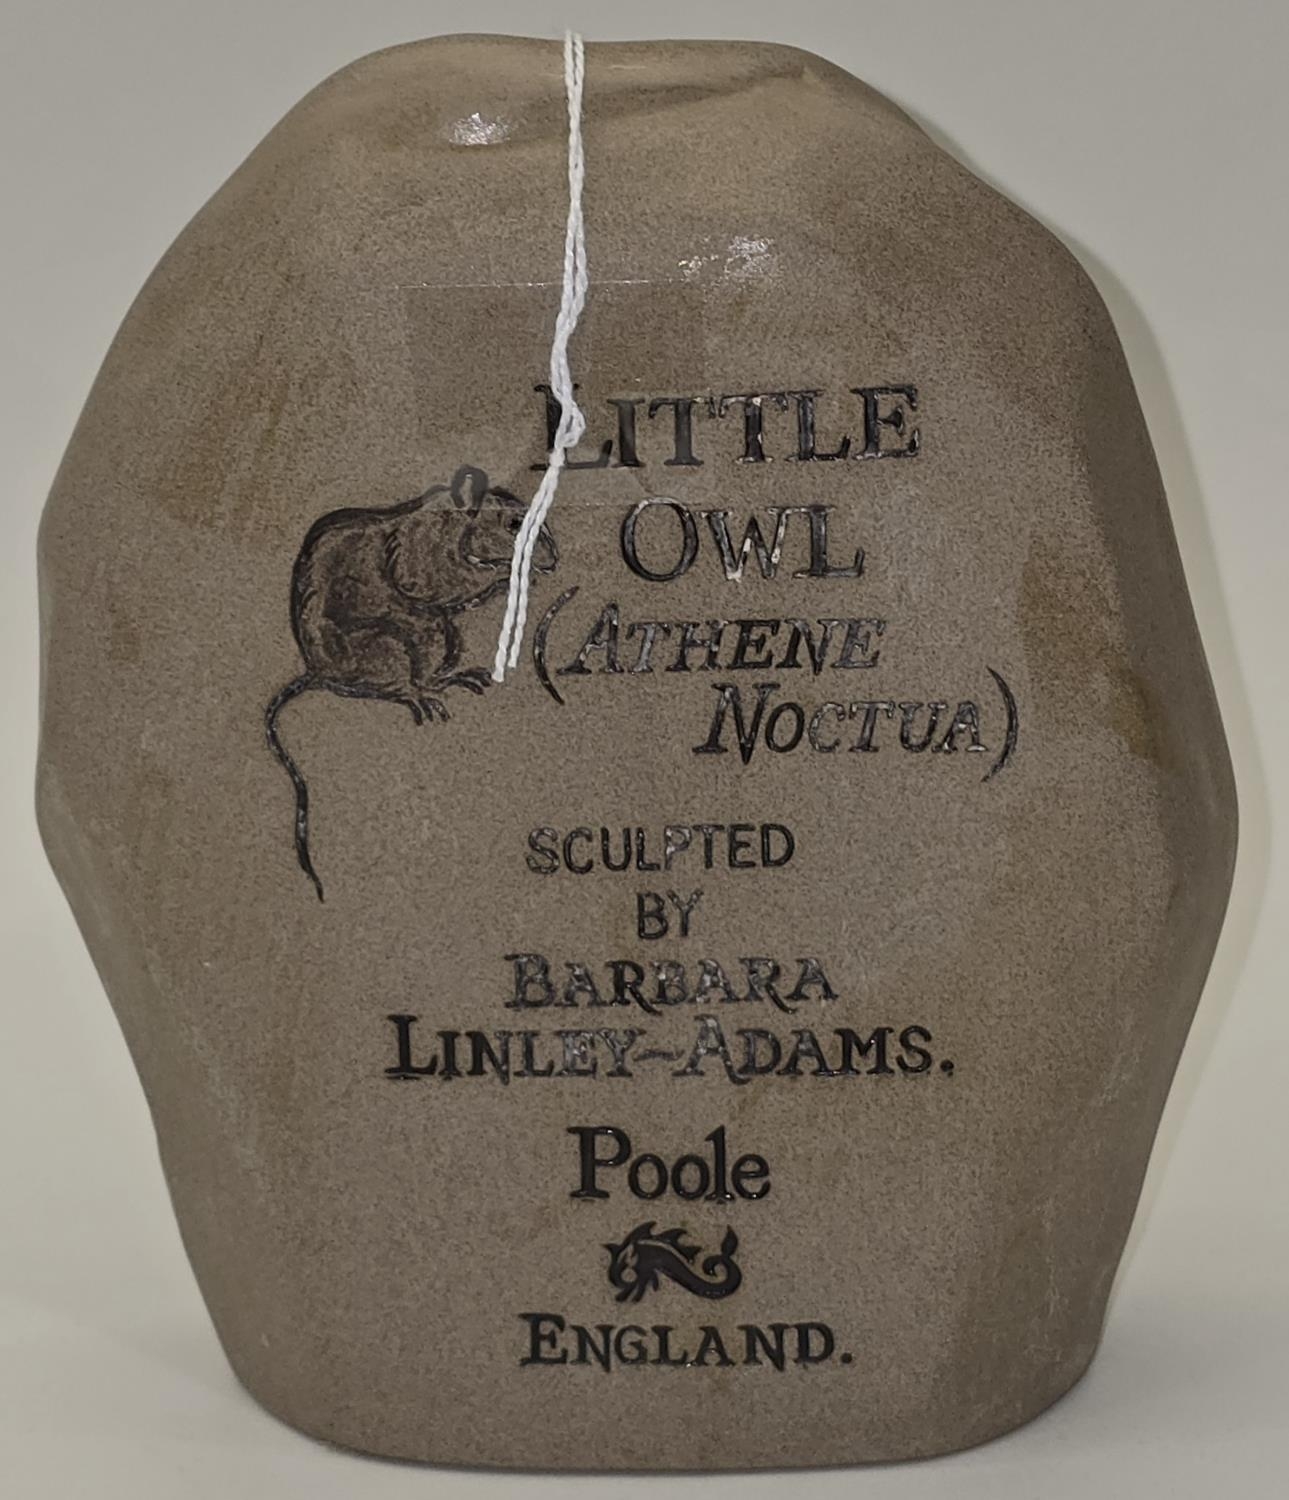 LITTLE
OWL
(ATHENE
NOCTUA)
SCULPTED
BY
BARBARA
LINLEY-ADAMS.
Poole
ENGLAND.